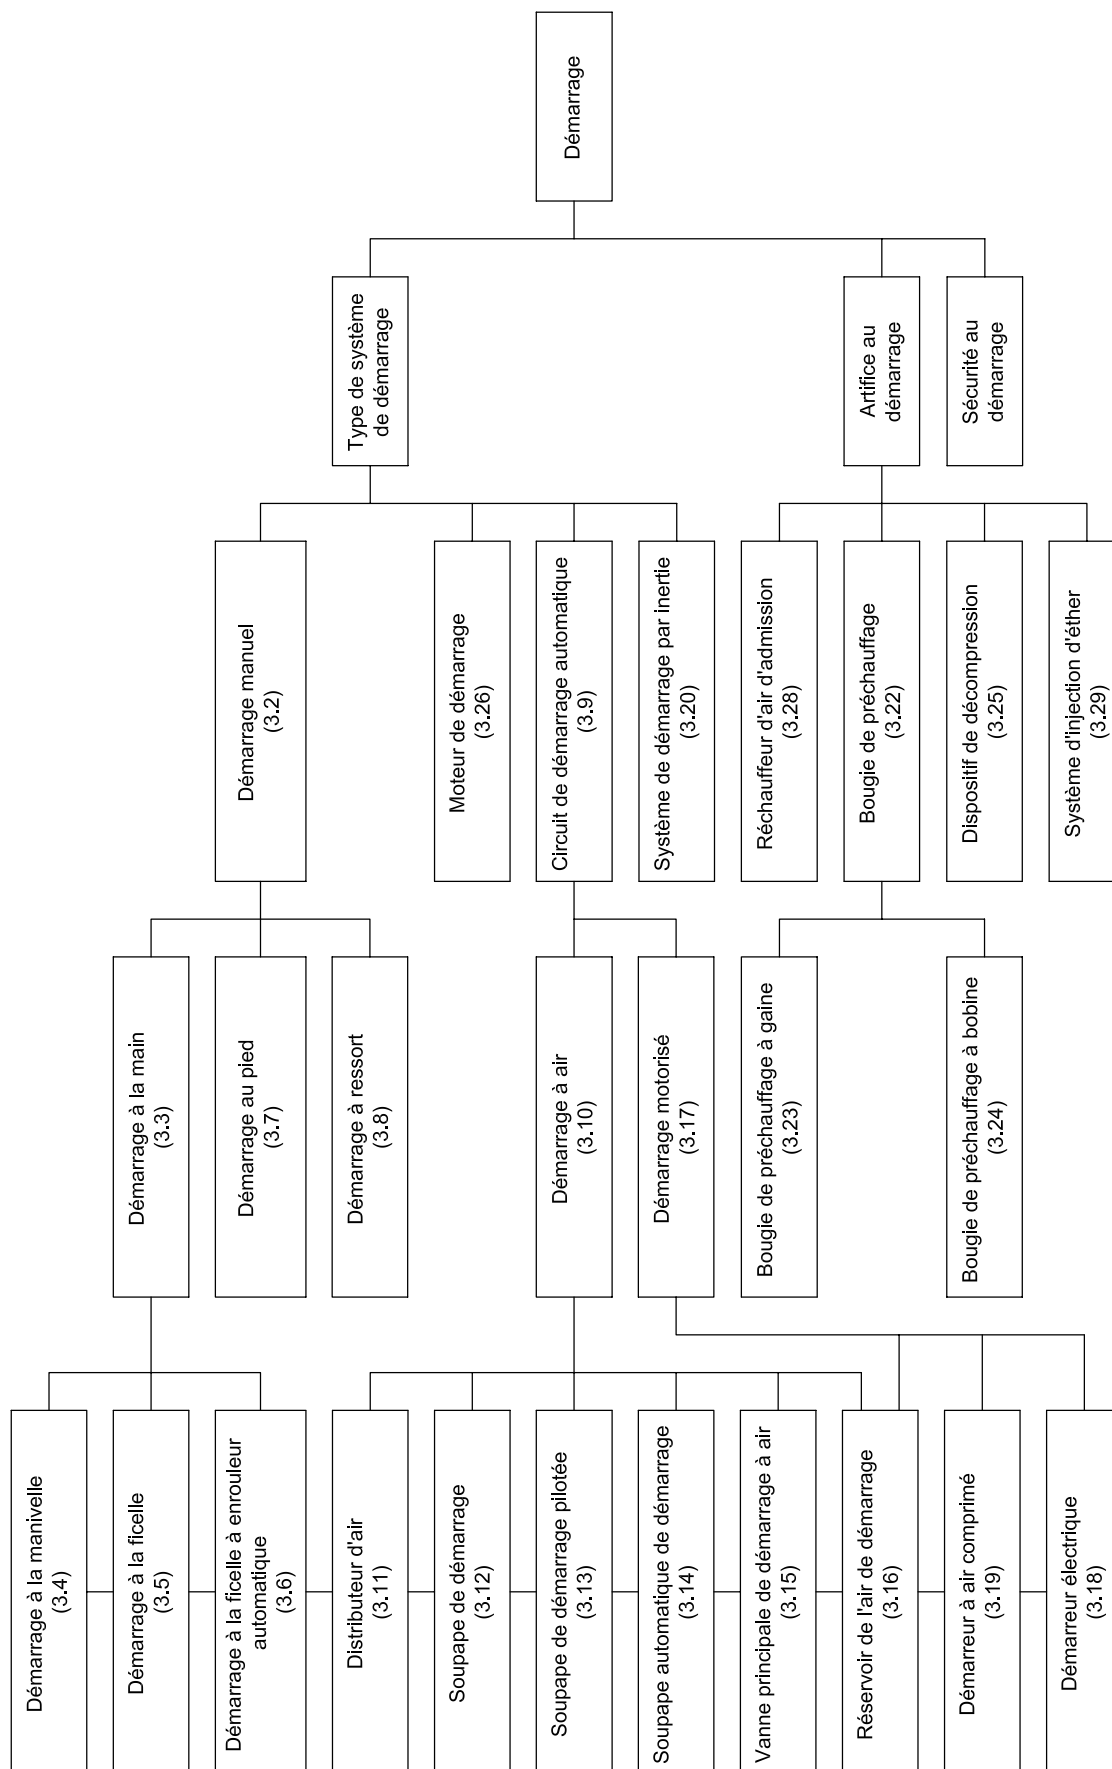 Démarrage
Type de système
de démarrage
Artifice au
démarrage
Sécurité au
démarrage
Démarrage manuel
(3.2)
Moteur de démarrage
(3.26)
Circuit de démarrage automatique
(3.9)
Système de démarrage par inertie
(3.20)
Réchauffeur d'air d'admission
(3.28)
Bougie de préchauffage
(3.22)
Dispositif de décompression
(3.25)
Système d'injection d'éther
(3.29)
Démarrage à la main
(3.3)
Démarrage au pied
(3.7)
Démarrage à ressort
(3.8)
Démarrage à air
(3.10)
Démarrage motorisé
(3.17)
Bougie de préchauffage à gaine
(3.23)
Bougie de préchauffage à bobine
(3.24)
Démarrage à la manivelle
(3.4)
Démarrage à la ficelle
(3.5)
Démarrage à la ficelle à enrouleur
automatique
(3.6)
Distributeur d'air
(3.11)
Soupape de démarrage
(3.12)
Soupape de démarrage pilotée
(3.13)
Soupape automatique de démarrage
(3.14)
Vanne principale de démarrage à air
(3.15)
Réservoir de l'air de démarrage
(3.16)
Démarreur à air comprimé
(3.19)
Démarreur électrique
(3.18)